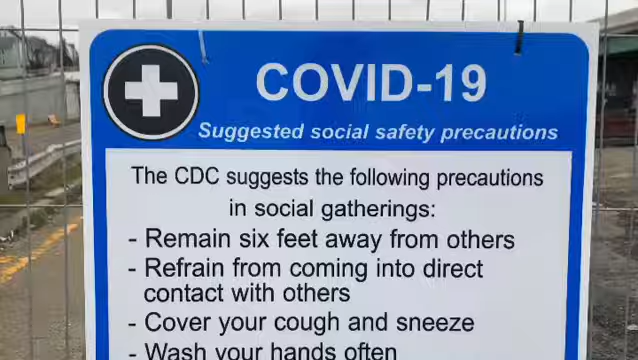 COVID-19
Suggested social safety precautions
The CDC suggests the following precautions
in social gatherings:
- Remain six feet away from others
- Refrain from coming into direct
contact with others
- Cover your cough and sneeze
- Wash your hands often